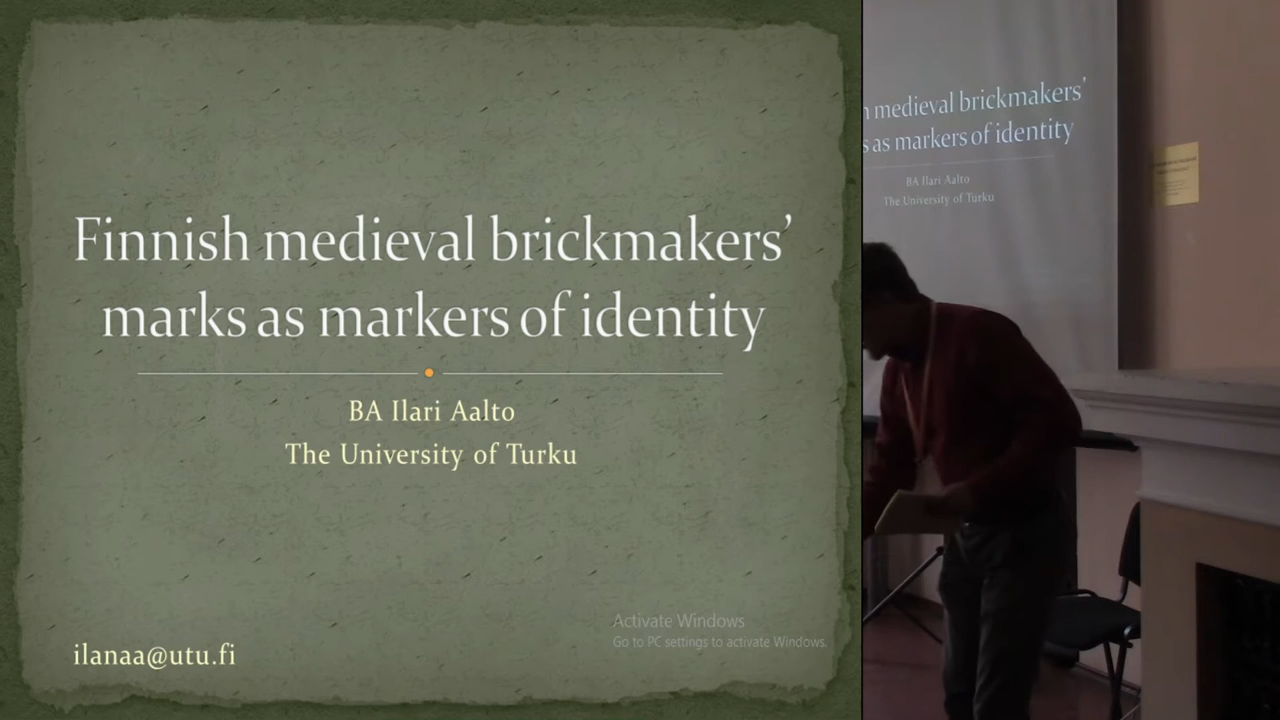 Finnish medieval brickmakers’
marks as markers of identity
BA Ilari Aalto
The University of Turku
ilanaa@utu.fi
Activate Windows
Go to PC settings to activate Windows.
medieval brickmakers’
as markers of identity
BA Ilari Aalto
The University of Turku